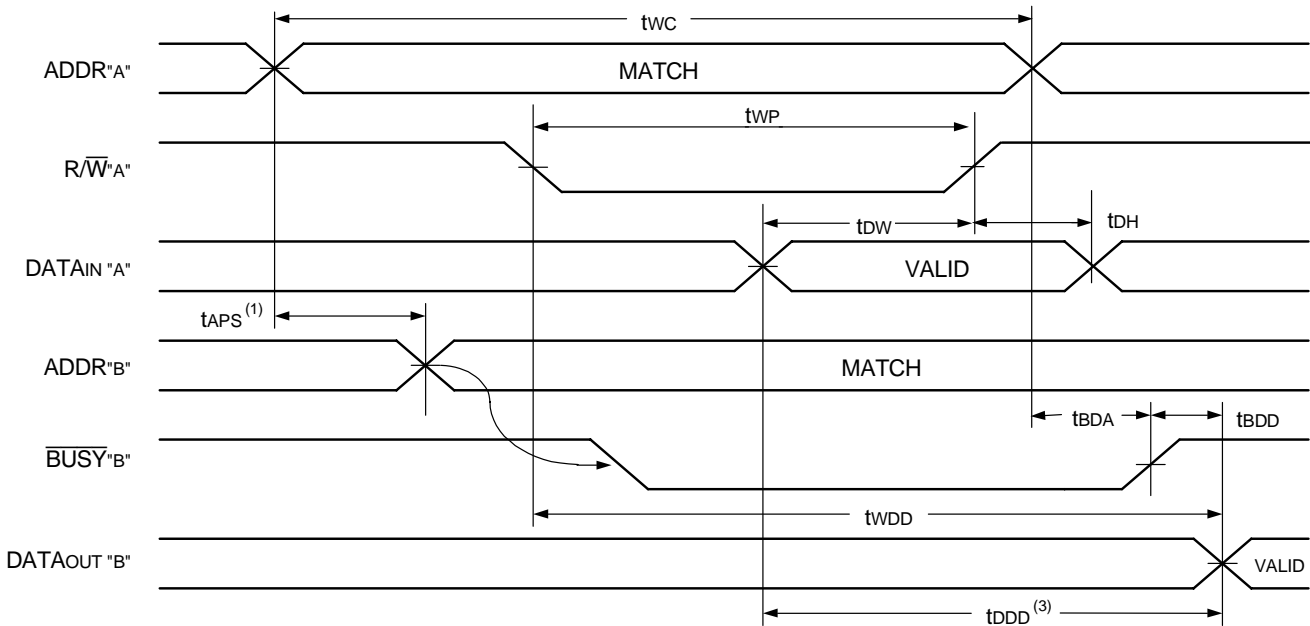 tWC
ADDR"A" MATCH
tWP
R/W"A"
tDW tDH
DATAIN "A" VALID
tAPS(1)
ADDR"B" MATCH
tBDA tBDD
BUSY"B"
tWDD
DATAOUT "B" VALID
tDDD(3)